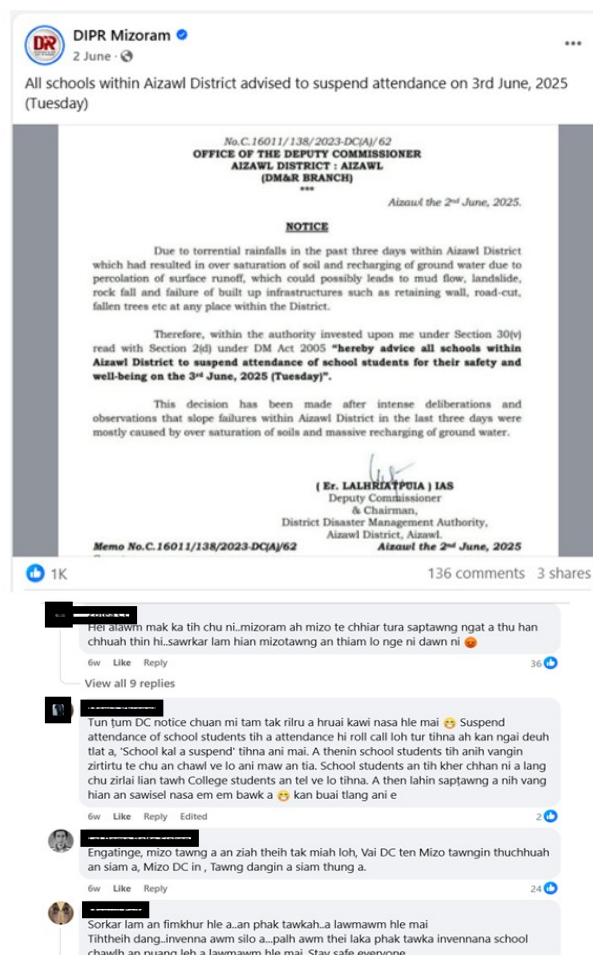 DIPR Mizoram
2 June ·
All schools within Aizawl District advised to suspend attendance on 3rd June, 2025
(Tuesday)
No.C.16011/138/2023-DC(A)/62
OFFICE OF THE DEPUTY COMMISSIONER
AIZAWL DISTRICT : AIZAWL
(DM&R BRANCH)
***
Aizawl the 2nd June, 2025.
NOTICE
Due to torrential rainfalls in the past three days within Aizawl District
which had resulted in over saturation of soil and recharging of ground water due to
percolation of surface runoff, which could possibly leads to mud flow, landslide,
rock fall and failure of built up infrastructures such as retaining wall, road-cut,
fallen trees etc at any place within the District.
Therefore, within the authority invested upon me under Section 30(v)
read with Section 2(d) under DM Act 2005 “hereby advice all schools within
Aizawl District to suspend attendance of school students for their safety and
well-being on the 3rd June, 2025 (Tuesday)”.
This decision has been made after intense deliberations and
observations that slope failures within Aizawl District in the last three days were
mostly caused by over saturation of soils and massive recharging of ground water.
( Er. LALHRIATPUIA ) IAS
Deputy Commissioner
& Chairman,
District Disaster Management Authority,
Aizawl District, Aizawl.
Memo No.C.16011/138/2023-DC(A)/62 Aizawl the 2nd June, 2025
1K 136 comments 3 shares
Hei alawm mak ka tih chu ni..mizoram ah mizo te chhiar tura saptawng ngat a thu han
chhuah thin hi..sawrkar lam hian mizotawng an thiam lo nge ni dawn ni 😡
6w Like Reply 36
View all 9 replies
Tun ṭum DC notice chuan mi tam tak rilru a hruai kawi nasa hle mai 😁 Suspend
attendance of school students tih a attendance hi roll call loh tur tihna ah kan ngai deuh
tlat a, 'School kal a suspend' tihna ani mai. A thenin school students tih anih vangin
zirtirtu te chu an chawl ve lo ani maw an tia. School students an tih kher chhan ni a lang
chu zirlai lian tawh College students an tel ve lo tihna. A then lahin sapṭawng a nih vang
hian an sawisel nasa em em bawk a 😁 kan buai tlang ani e
6w Like Reply Edited 2
Engatinge, mizo tawng a an ziah theih tak miah loh, Vai DC ten Mizo tawngin thuchhuah
an siam a, Mizo DC in , Tawng dangin a siam thung a.
6w Like Reply 24
Sorkar lam an fimkhur hle a..an phak tawkah..a lawmawm hle mai
Tihtheih dang..invenna awm silo a...palh awm thei laka phak tawka invennana school
chawlh an puang leh a lawmawm hle mai. Stay safe everyone